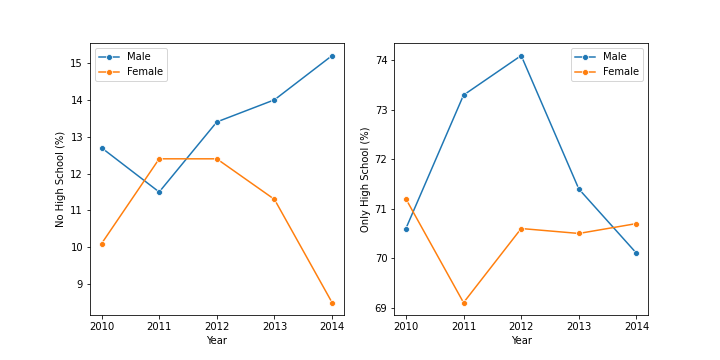 No High School (%)
15
14
13
12
11
10
9
Male
Female
2010 2011 2012 2013 2014
Year
Only High School (%)
74
73
72
71
70
69
Male
Female
2010 2011 2012 2013 2014
Year